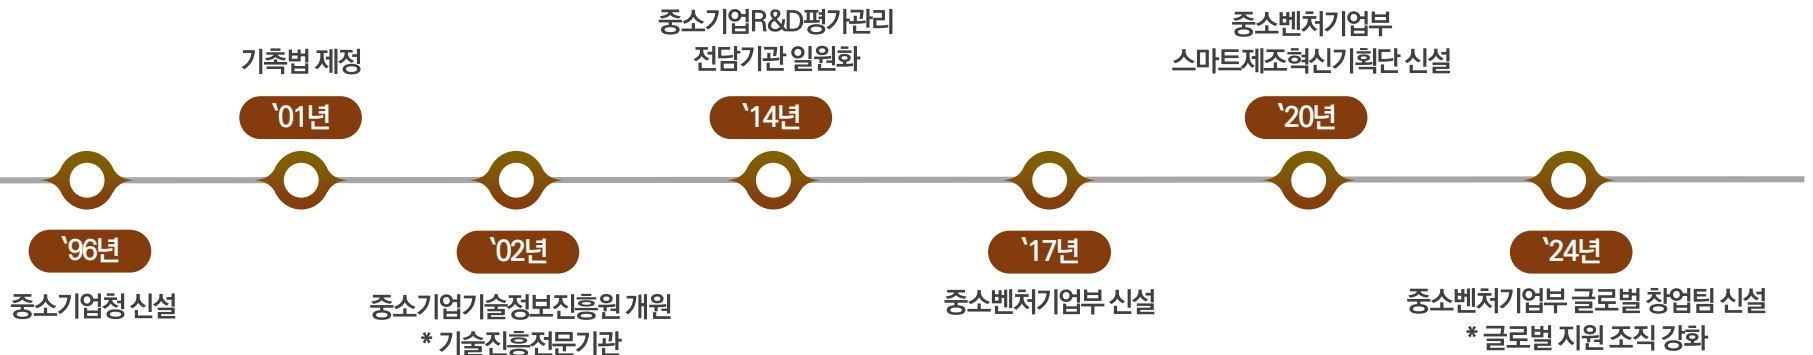 `96년
중소기업청 신설
기촉법 제정
`01년
`02년
중소기업기술정보진흥원 개원
* 기술진흥전문기관
중소기업R&D평가관리
전담기관 일원화
`14년
`17년
중소벤처기업부 신설
중소벤처기업부
스마트제조혁신기획단 신설
`20년
`24년
중소벤처기업부 글로벌 창업팀 신설
* 글로벌 지원 조직 강화